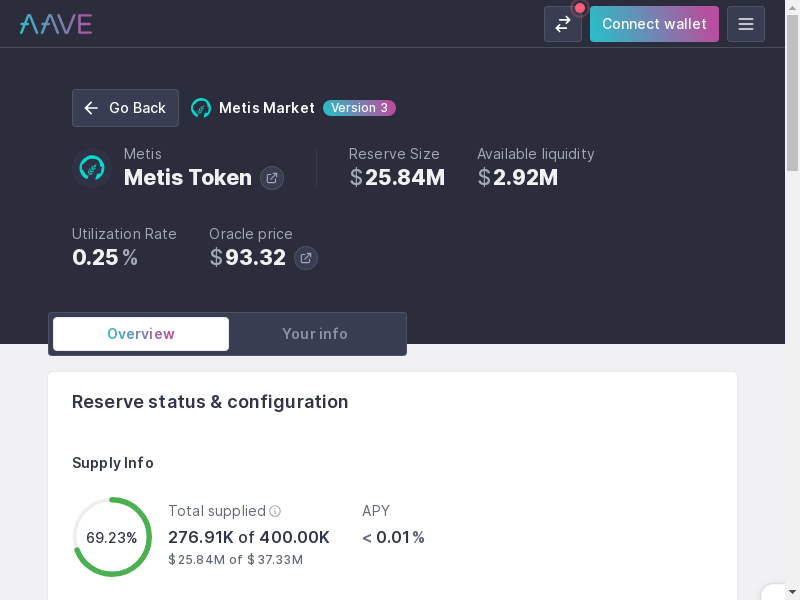 AAVE
Connect wallet
Go Back
Metis Market
Version 3
Metis
Metis Token
Reserve Size
$25.84M
Available liquidity
$2.92M
Utilization Rate
0.25%
Oracle price
$93.32
Overview
Your info
Reserve status & configuration
Supply Info
69.23%
Total supplied
276.91K of 400.00K
$25.84M of $37.33M
APY
<0.01%